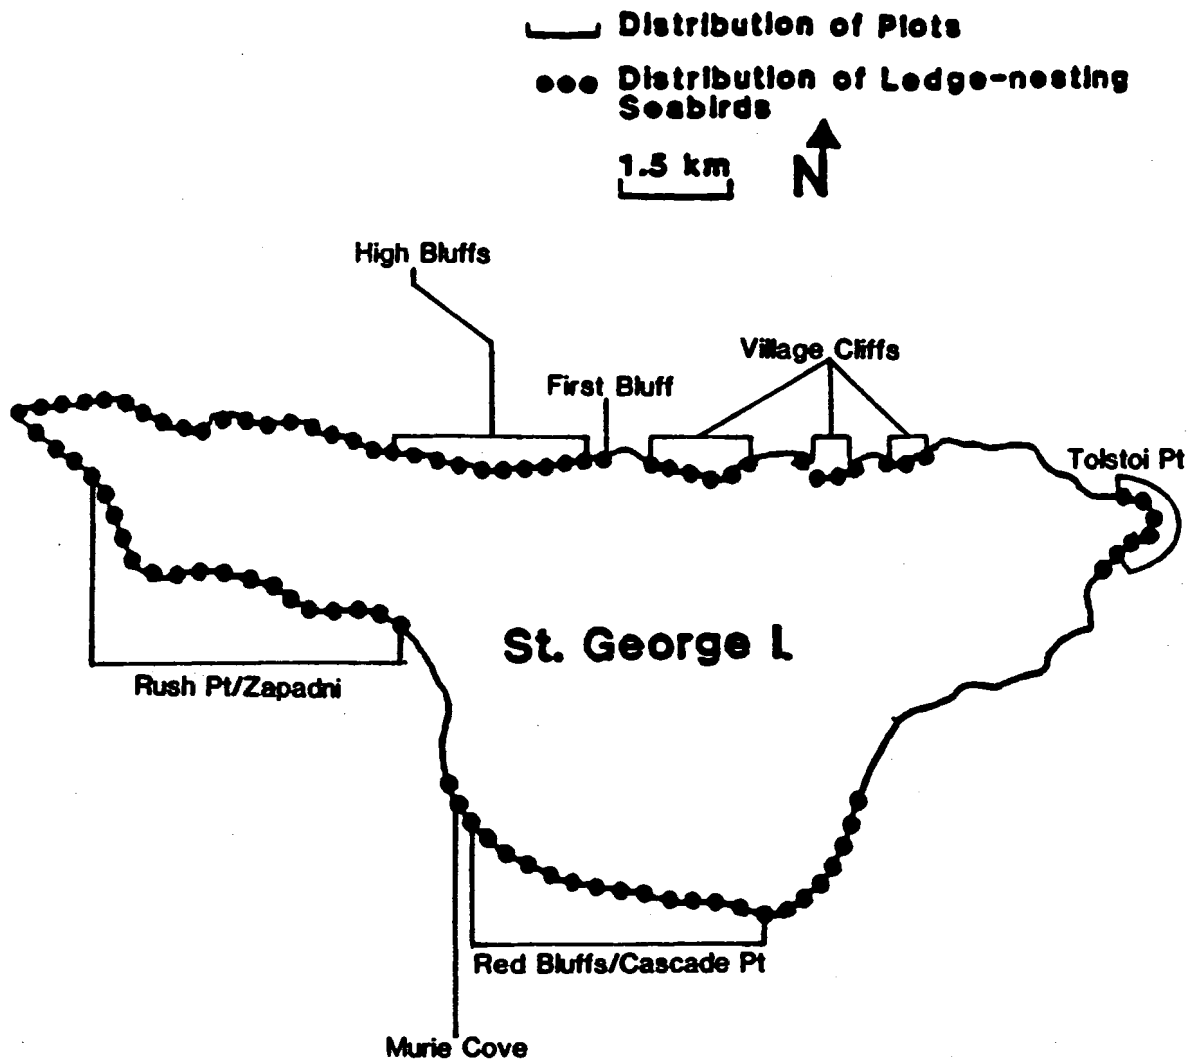 Distribution of Plots
Distribution of Ledge-nesting
Seabirds
1.5 km
N
High Bluffs
Village Cliffs
First Bluff
Tolstoi Pt
St. George I.
Rush Pt/Zapadni
Red Bluffs/Cascade Pt
Murie Cove